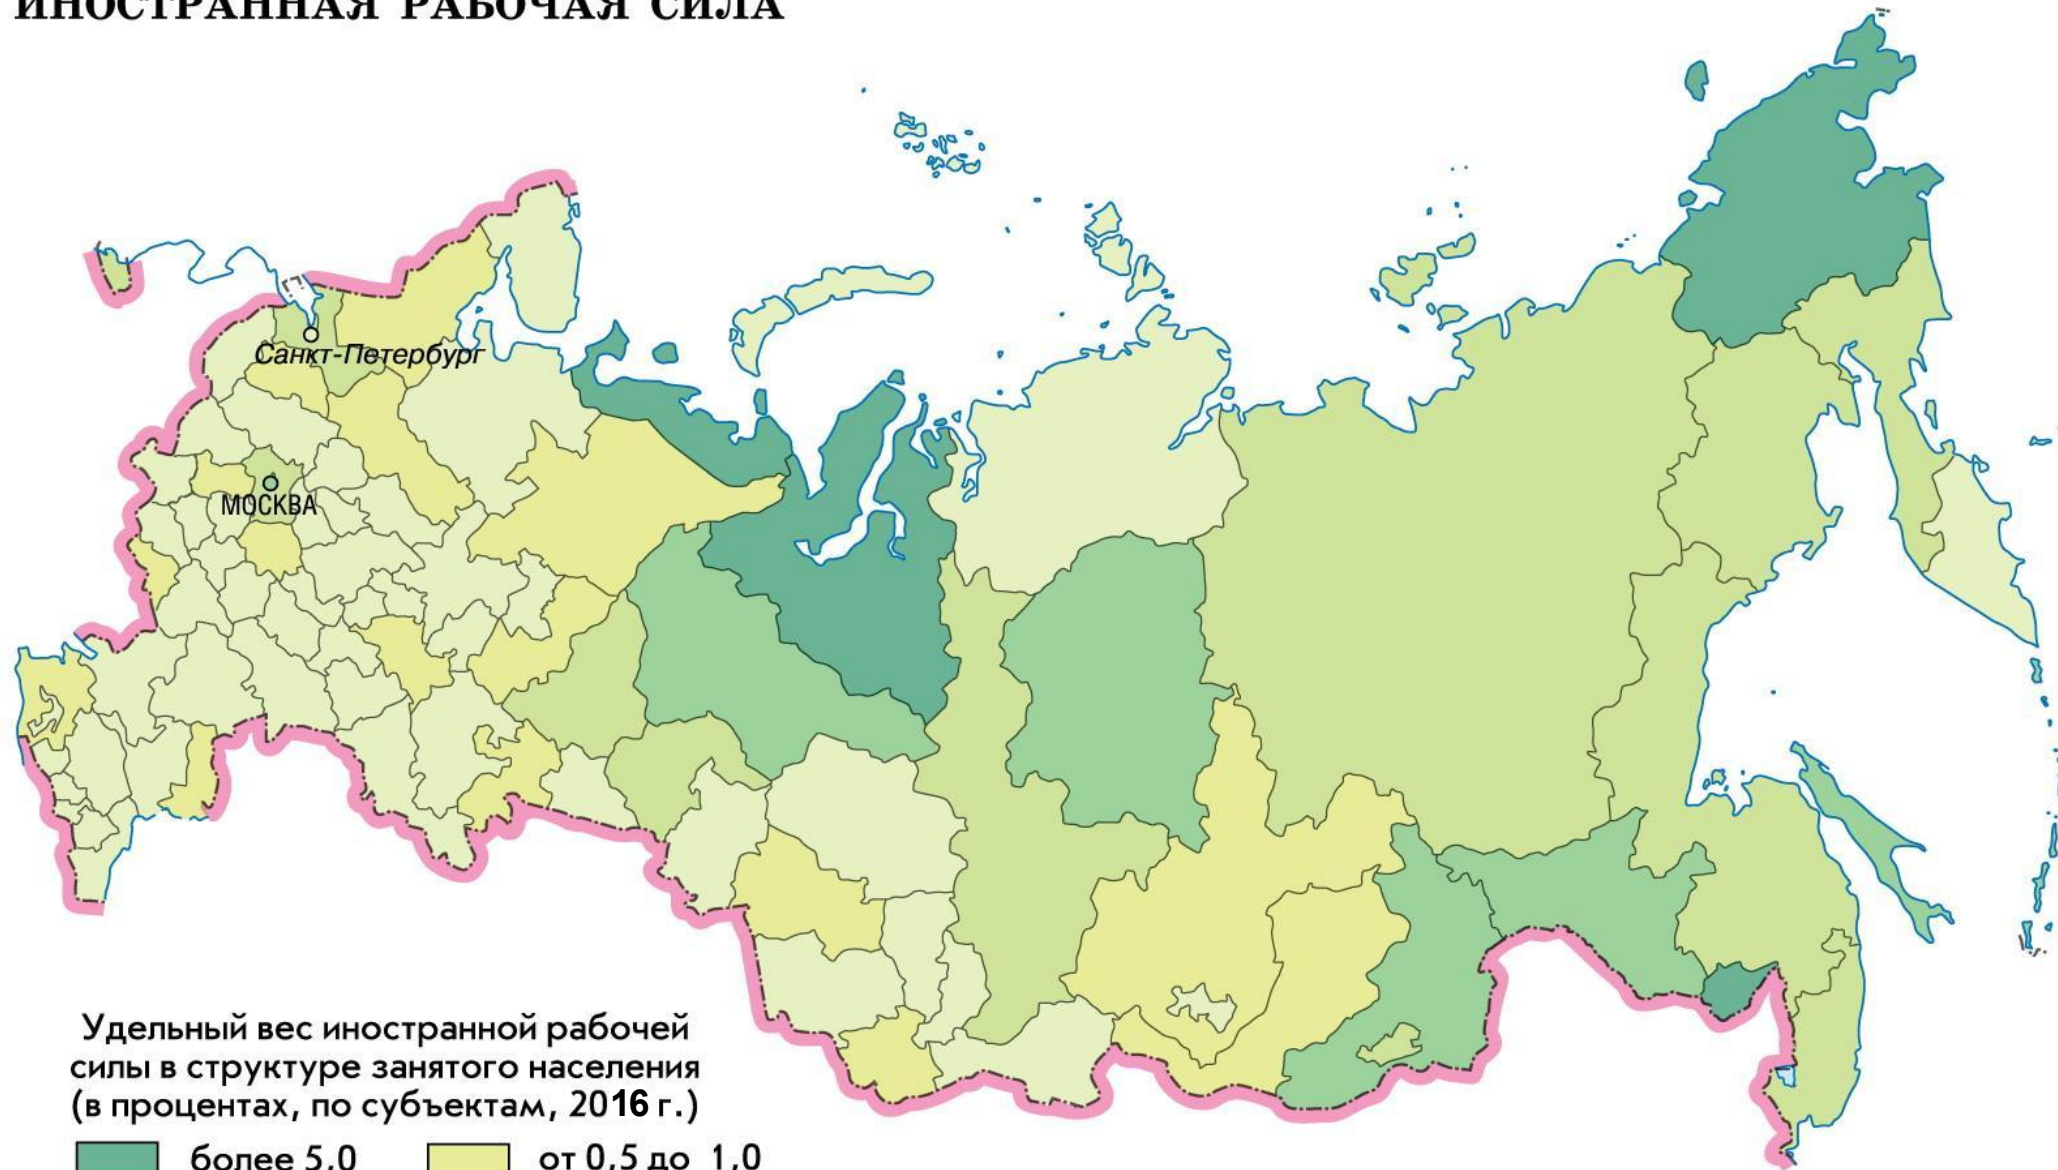 ИНОСТРАННАЯ РАБОЧАЯ СИЛА
Санкт-Петербург
МОСКВА
Удельный вес иностранной рабочей
силы в структуре занятого населения
(в процентах, по субъектам, 2016 г.)
более 5,0
от 0,5 до 1,0